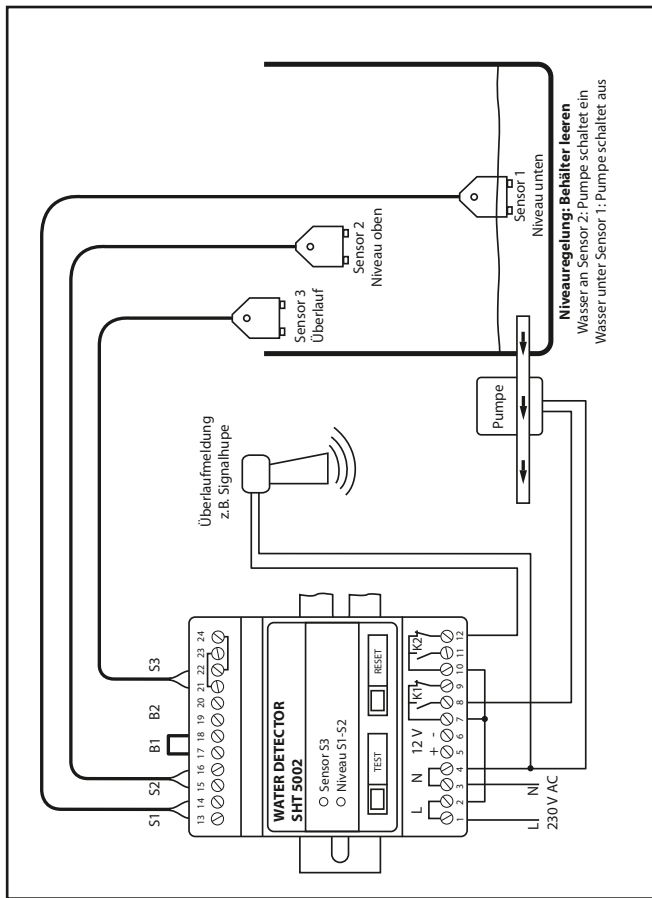 S1
S2
B1
B2
S3
13 14 15 16 17 18 19 20 21 22 23 24
WATER DETECTOR
SHT 5002
Sensor S3
Niveau S1-S2
TEST
RESET
L
N
12 V
+ -
K1
K2
1 2 3 4 5 6 7 8 9 10 11 12
L
N
230 V AC
Überlaufmeldung
z.B. Signalhupe
Pumpe
Sensor 3
Überlauf
Sensor 2
Niveau oben
Sensor 1
Niveau unten
Niveauregelung: Behälter leeren
Wasser an Sensor 2: Pumpe schaltet ein
Wasser unter Sensor 1: Pumpe schaltet aus